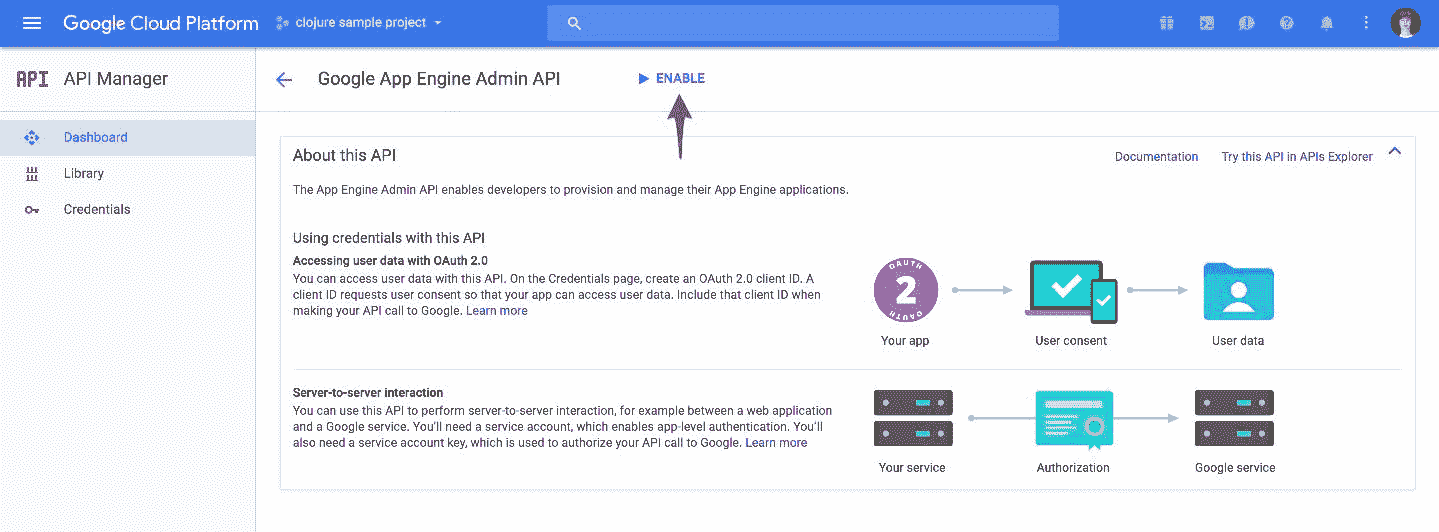 Google Cloud Platform
clojure sample project
API
API Manager
Google App Engine Admin API
ENABLE
Dashboard
Library
Credentials
About this API
Documentation
Try this API in APIs Explorer
The App Engine Admin API enables developers to provision and manage their App Engine applications.
Using credentials with this API
Accessing user data with OAuth 2.0
You can access user data with this API. On the Credentials page, create an OAuth 2.0 client ID. A
client ID requests user consent so that your app can access user data. Include that client ID when
making your API call to Google. Learn more
OAUTH
2
OAUTH
Your app
User consent
User data
Server-to-server interaction
You can use this API to perform server-to-server interaction, for example between a web application
and a Google service. You'll need a service account, which enables app-level authentication. You'll
also need a service account key, which is used to authorize your API call to Google. Learn more
Your service
Authorization
Google service